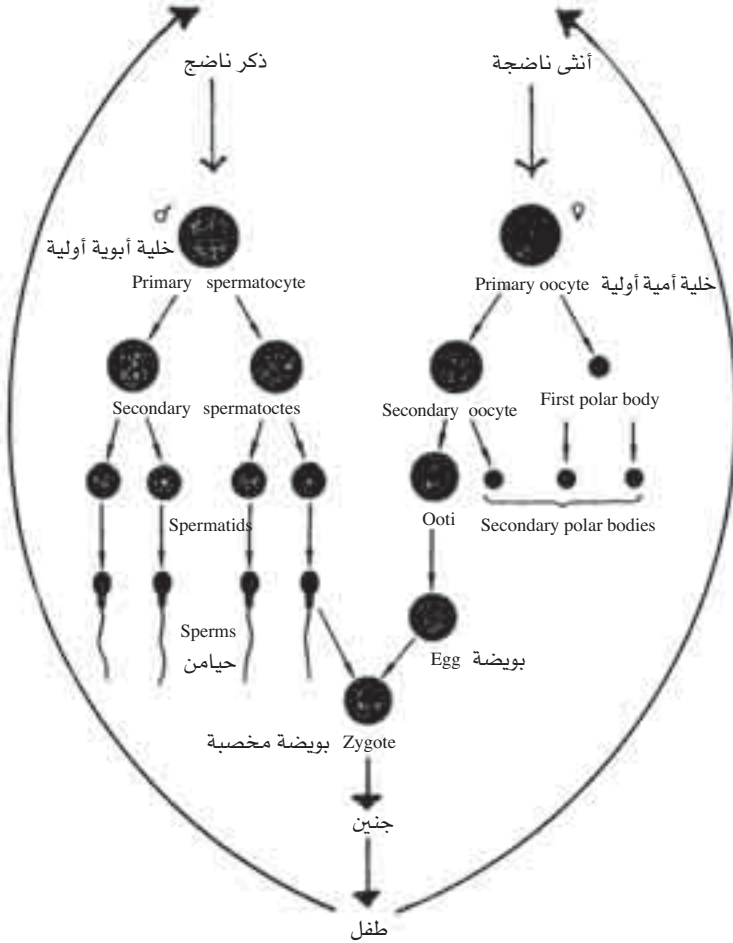 ذكر ناضج
أنثى ناضجة
♂
♀
خلية أبوية أولية
Primary spermatocyte
Primary oocyte خلية أمية أولية
Secondary spermatoctes
Secondary oocyte
First polar body
Spermatids
Ooti
Secondary polar bodies
Sperms
حيامن
Egg بويضة
بويضة مخصبة Zygote
جنين
طفل